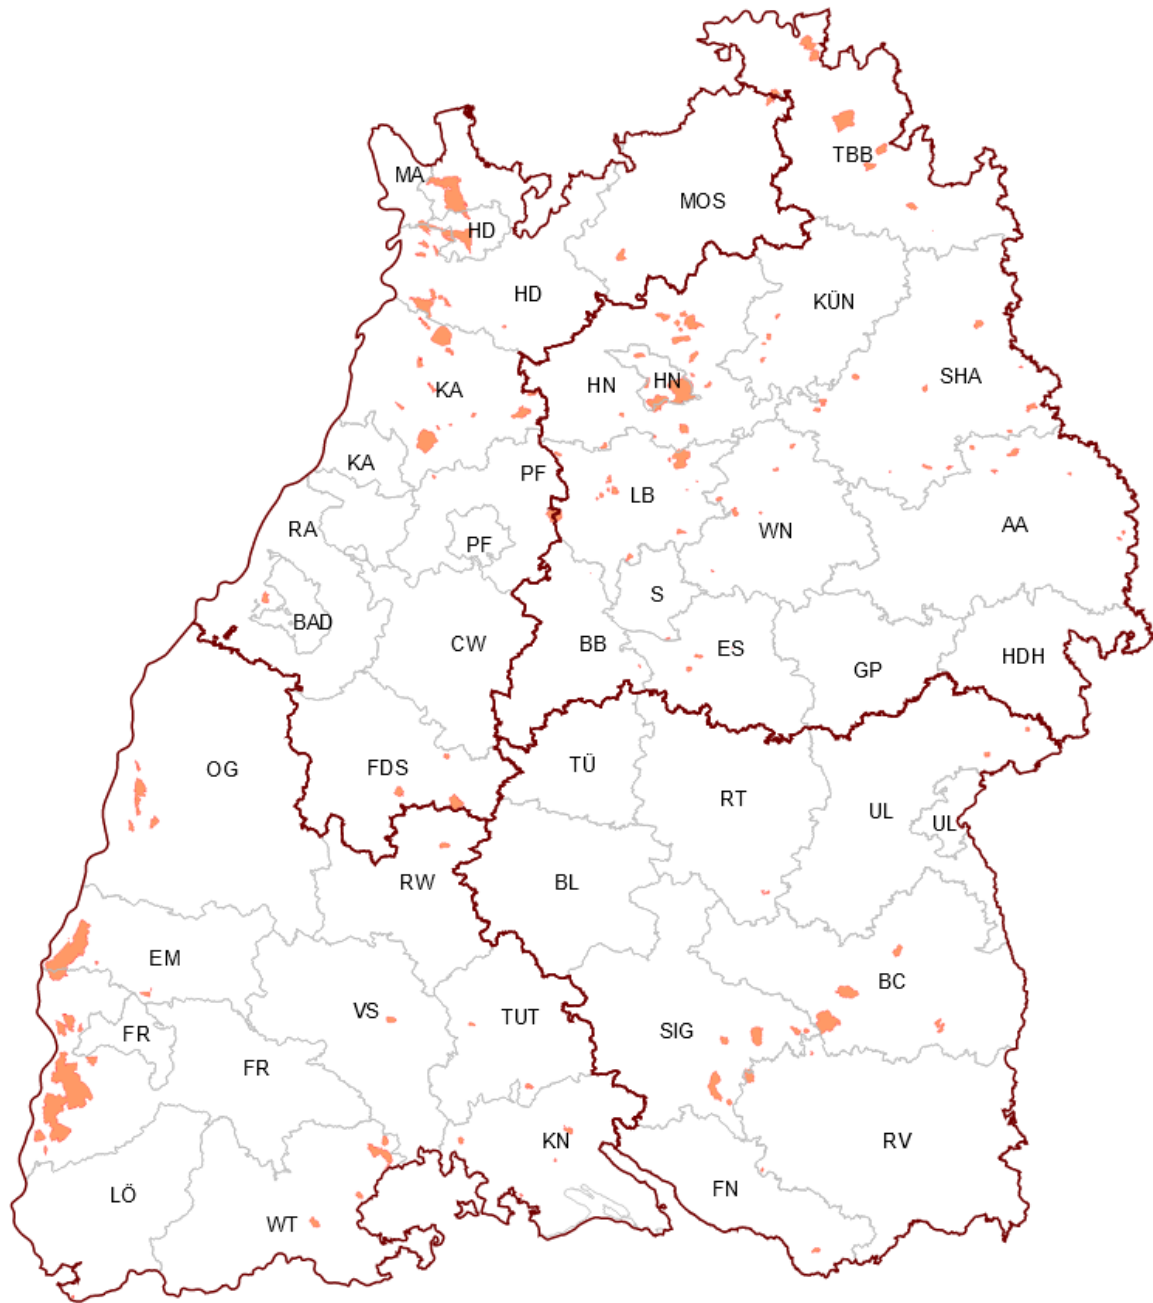 TBB
MA
MOS
HD
HD
KÜN
HN
HN
SHA
KA
KA
PF
LB
RA
PF
WN
AA
S
BAD
CW
BB
ES
GP
HDH
OG
FDS
TÜ
RT
UL
UL
RW
BL
EM
BC
VS
TUT
FR
SIG
FR
KN
RV
LÖ
FN
WT